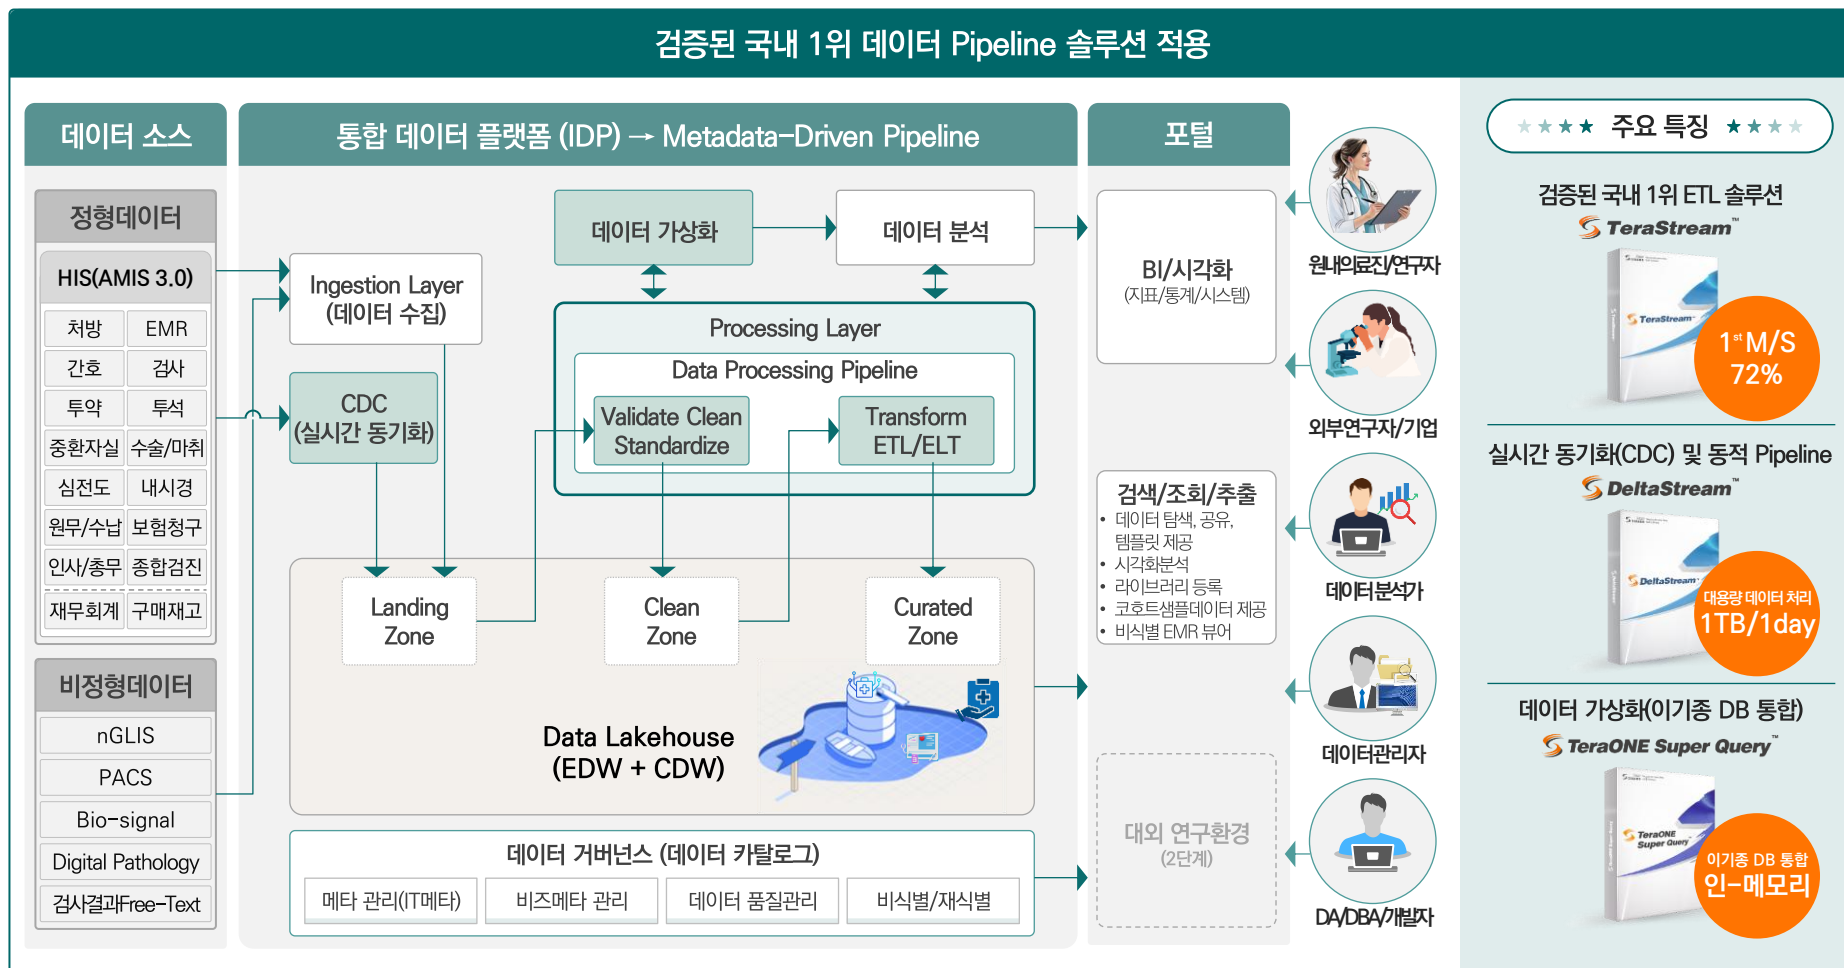 검증된 국내 1위 데이터 Pipeline 솔루션 적용
데이터 소스
정형데이터
HIS(AMIS 3.0)
처방
EMR
간호
검사
투약
투석
중환자실
수술/마취
심전도
내시경
원무/수납
보험청구
인사/총무
종합검진
재무회계
구매재고
비정형데이터
nGLIS
PACS
Bio-signal
Digital Pathology
검사결과Free-Text
통합 데이터 플랫폼 (IDP) → Metadata-Driven Pipeline
데이터 가상화
데이터 분석
Ingestion Layer
(데이터 수집)
CDC
(실시간 동기화)
Processing Layer
Data Processing Pipeline
Validate Clean
Standardize
Transform
ETL/ELT
Landing
Zone
Clean
Zone
Curated
Zone
Data Lakehouse
(EDW + CDW)
데이터 거버넌스 (데이터 카탈로그)
메타 관리(IT메타)
비즈메타 관리
데이터 품질관리
비식별/재식별
포털
BI/시각화
(지표/통계/시스템)
검색/조회/추출
• 데이터 탐색, 공유,
템플릿 제공
• 시각화분석
• 라이브러리 등록
• 코호트샘플데이터 제공
• 비식별 EMR 뷰어
대외 연구환경
(2단계)
원내의료진/연구자
외부연구자/기업
데이터 분석가
데이터관리자
DA/DBA/개발자
★★★★ 주요 특징 ★★★★
검증된 국내 1위 ETL 솔루션
TeraStream™
TeraStream™
1st M/S
72%
실시간 동기화(CDC) 및 동적 Pipeline
DeltaStream™
DeltaStream™
대용량 데이터 처리
1TB/1day
데이터 가상화(이기종 DB 통합)
TeraONE Super Query™
TeraONE
Super Query™
이기종 DB 통합
인-메모리